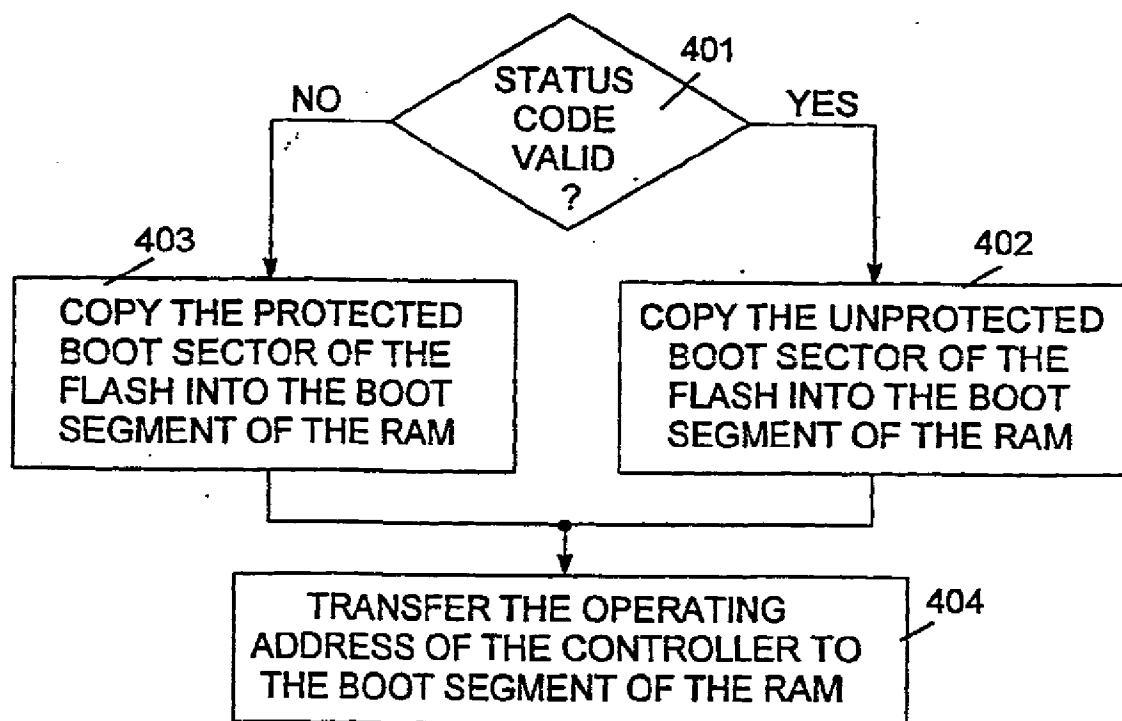 401
STATUS
CODE
VALID
?
NO
YES
403
COPY THE PROTECTED
BOOT SECTOR OF THE
FLASH INTO THE BOOT
SEGMENT OF THE RAM
402
COPY THE UNPROTECTED
BOOT SECTOR OF THE
FLASH INTO THE BOOT
SEGMENT OF THE RAM
404
TRANSFER THE OPERATING
ADDRESS OF THE CONTROLLER TO
THE BOOT SEGMENT OF THE RAM